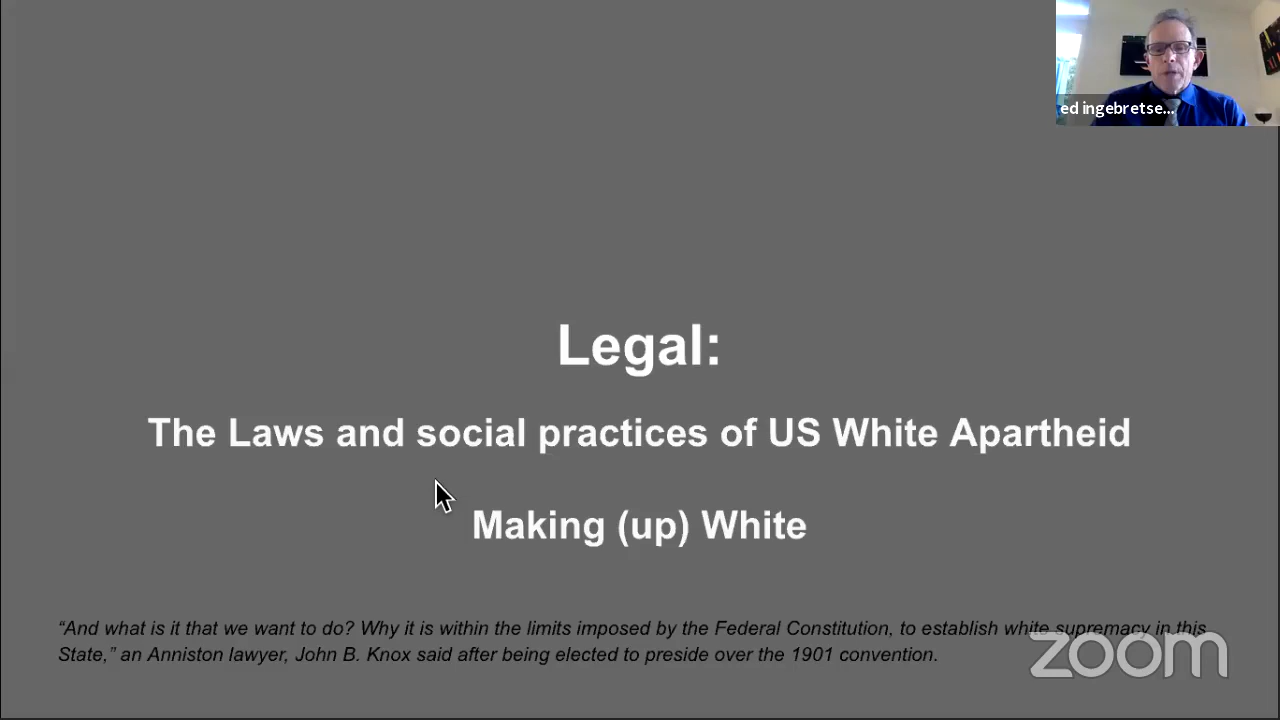 ed ingebretse...
Legal:
The Laws and social practices of US White Apartheid
Making (up) White
“And what is it that we want to do? Why it is within the limits imposed by the Federal Constitution, to establish white supremacy in this
State,” an Anniston lawyer, John B. Knox said after being elected to preside over the 1901 convention.
zoom